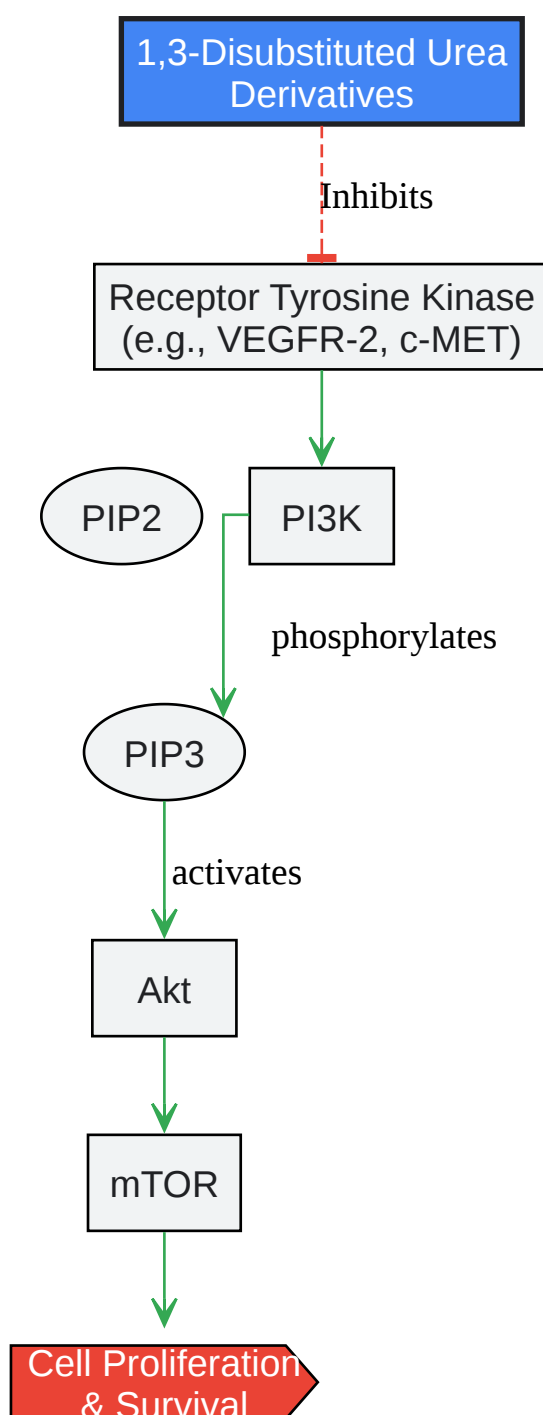 1,3-Disubstituted Urea
Derivatives
Inhibits
Receptor Tyrosine Kinase
(e.g., VEGFR-2, c-MET)
PIP2
PI3K
phosphorylates
PIP3
activates
Akt
mTOR
Cell Proliferation
& Survival